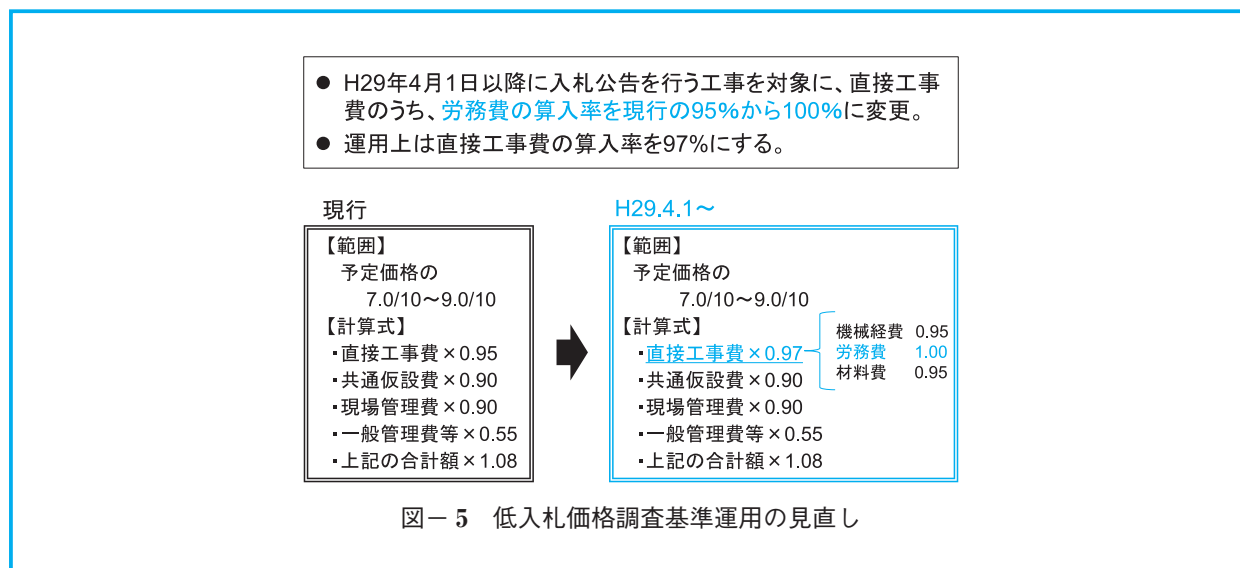 ● H29年4月1日以降に入札公告を行う工事を対象に、直接工事
費のうち、労務費の算入率を現行の95%から100%に変更。
● 運用上は直接工事費の算入率を97%にする。
現行
【範囲】
予定価格の
7.0/10～9.0/10
【計算式】
・直接工事費×0.95
・共通仮設費×0.90
・現場管理費×0.90
・一般管理費等×0.55
・上記の合計額×1.08
H29.4.1～
【範囲】
予定価格の
7.0/10～9.0/10
【計算式】
・直接工事費×0.97
・共通仮設費×0.90
・現場管理費×0.90
・一般管理費等×0.55
・上記の合計額×1.08
機械経費 0.95
労務費 1.00
材料費 0.95
図－5 低入札価格調査基準運用の見直し